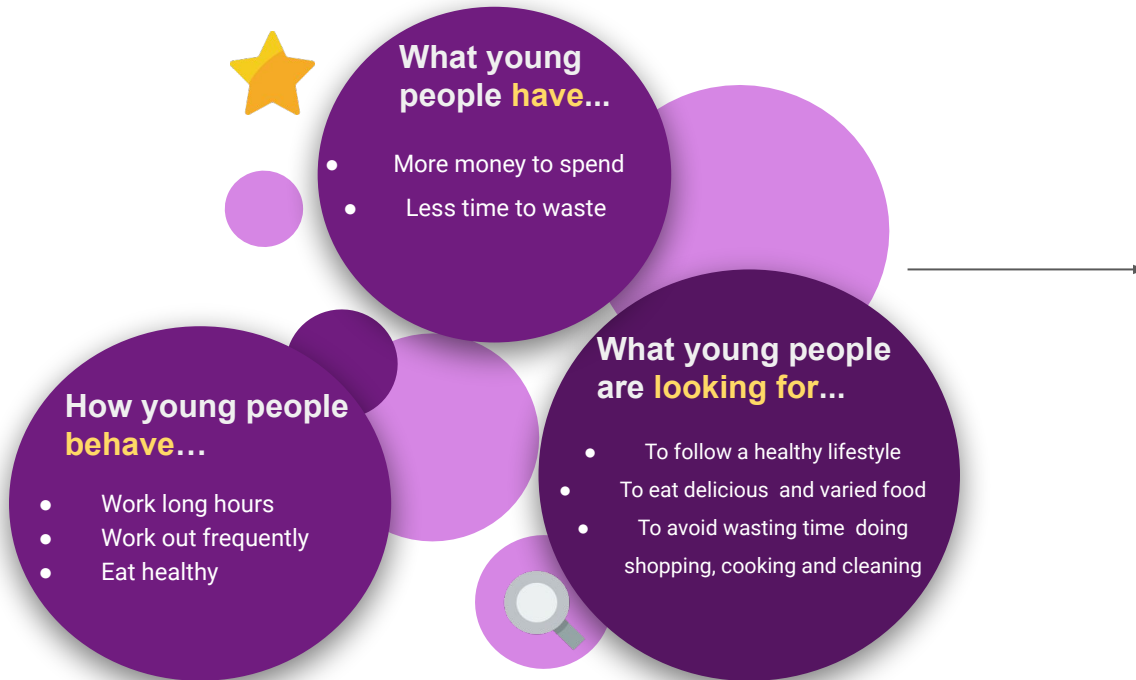 What young
people have...
● More money to spend
● Less time to waste
How young people
behave…
● Work long hours
● Work out frequently
● Eat healthy
What young people
are looking for...
● To follow a healthy lifestyle
● To eat delicious and varied food
● To avoid wasting time doing
shopping, cooking and cleaning